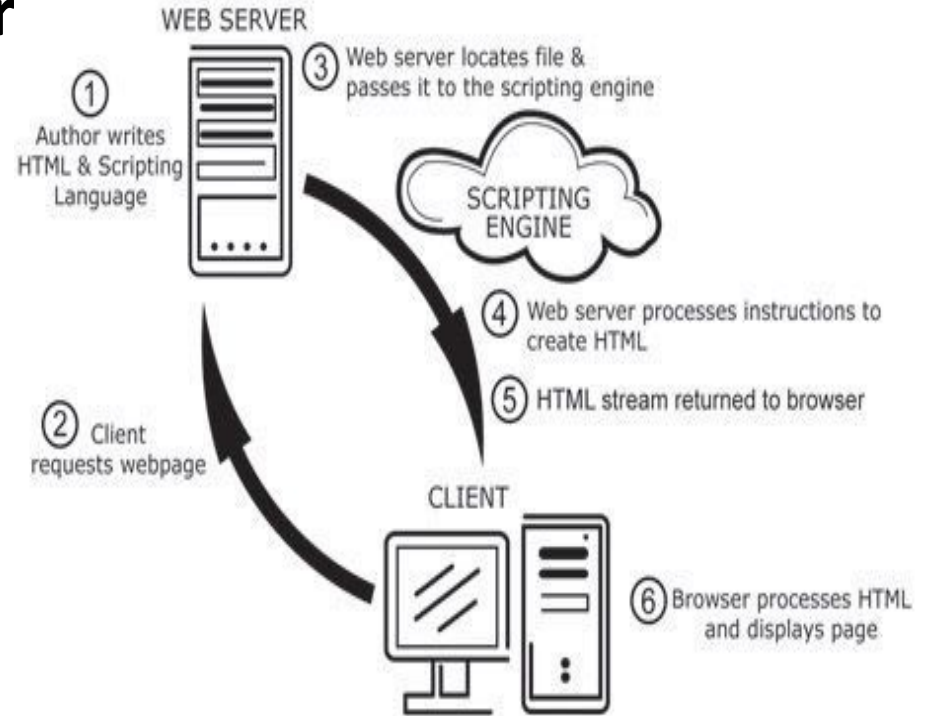 r
WEB SERVER
1
Author writes
HTML & Scripting
Language
2
Client
requests webpage
3
Web server locates file &
passes it to the scripting engine
SCRIPTING
ENGINE
4
Web server processes instructions to
create HTML
5
HTML stream returned to browser
CLIENT
6
Browser processes HTML
and displays page